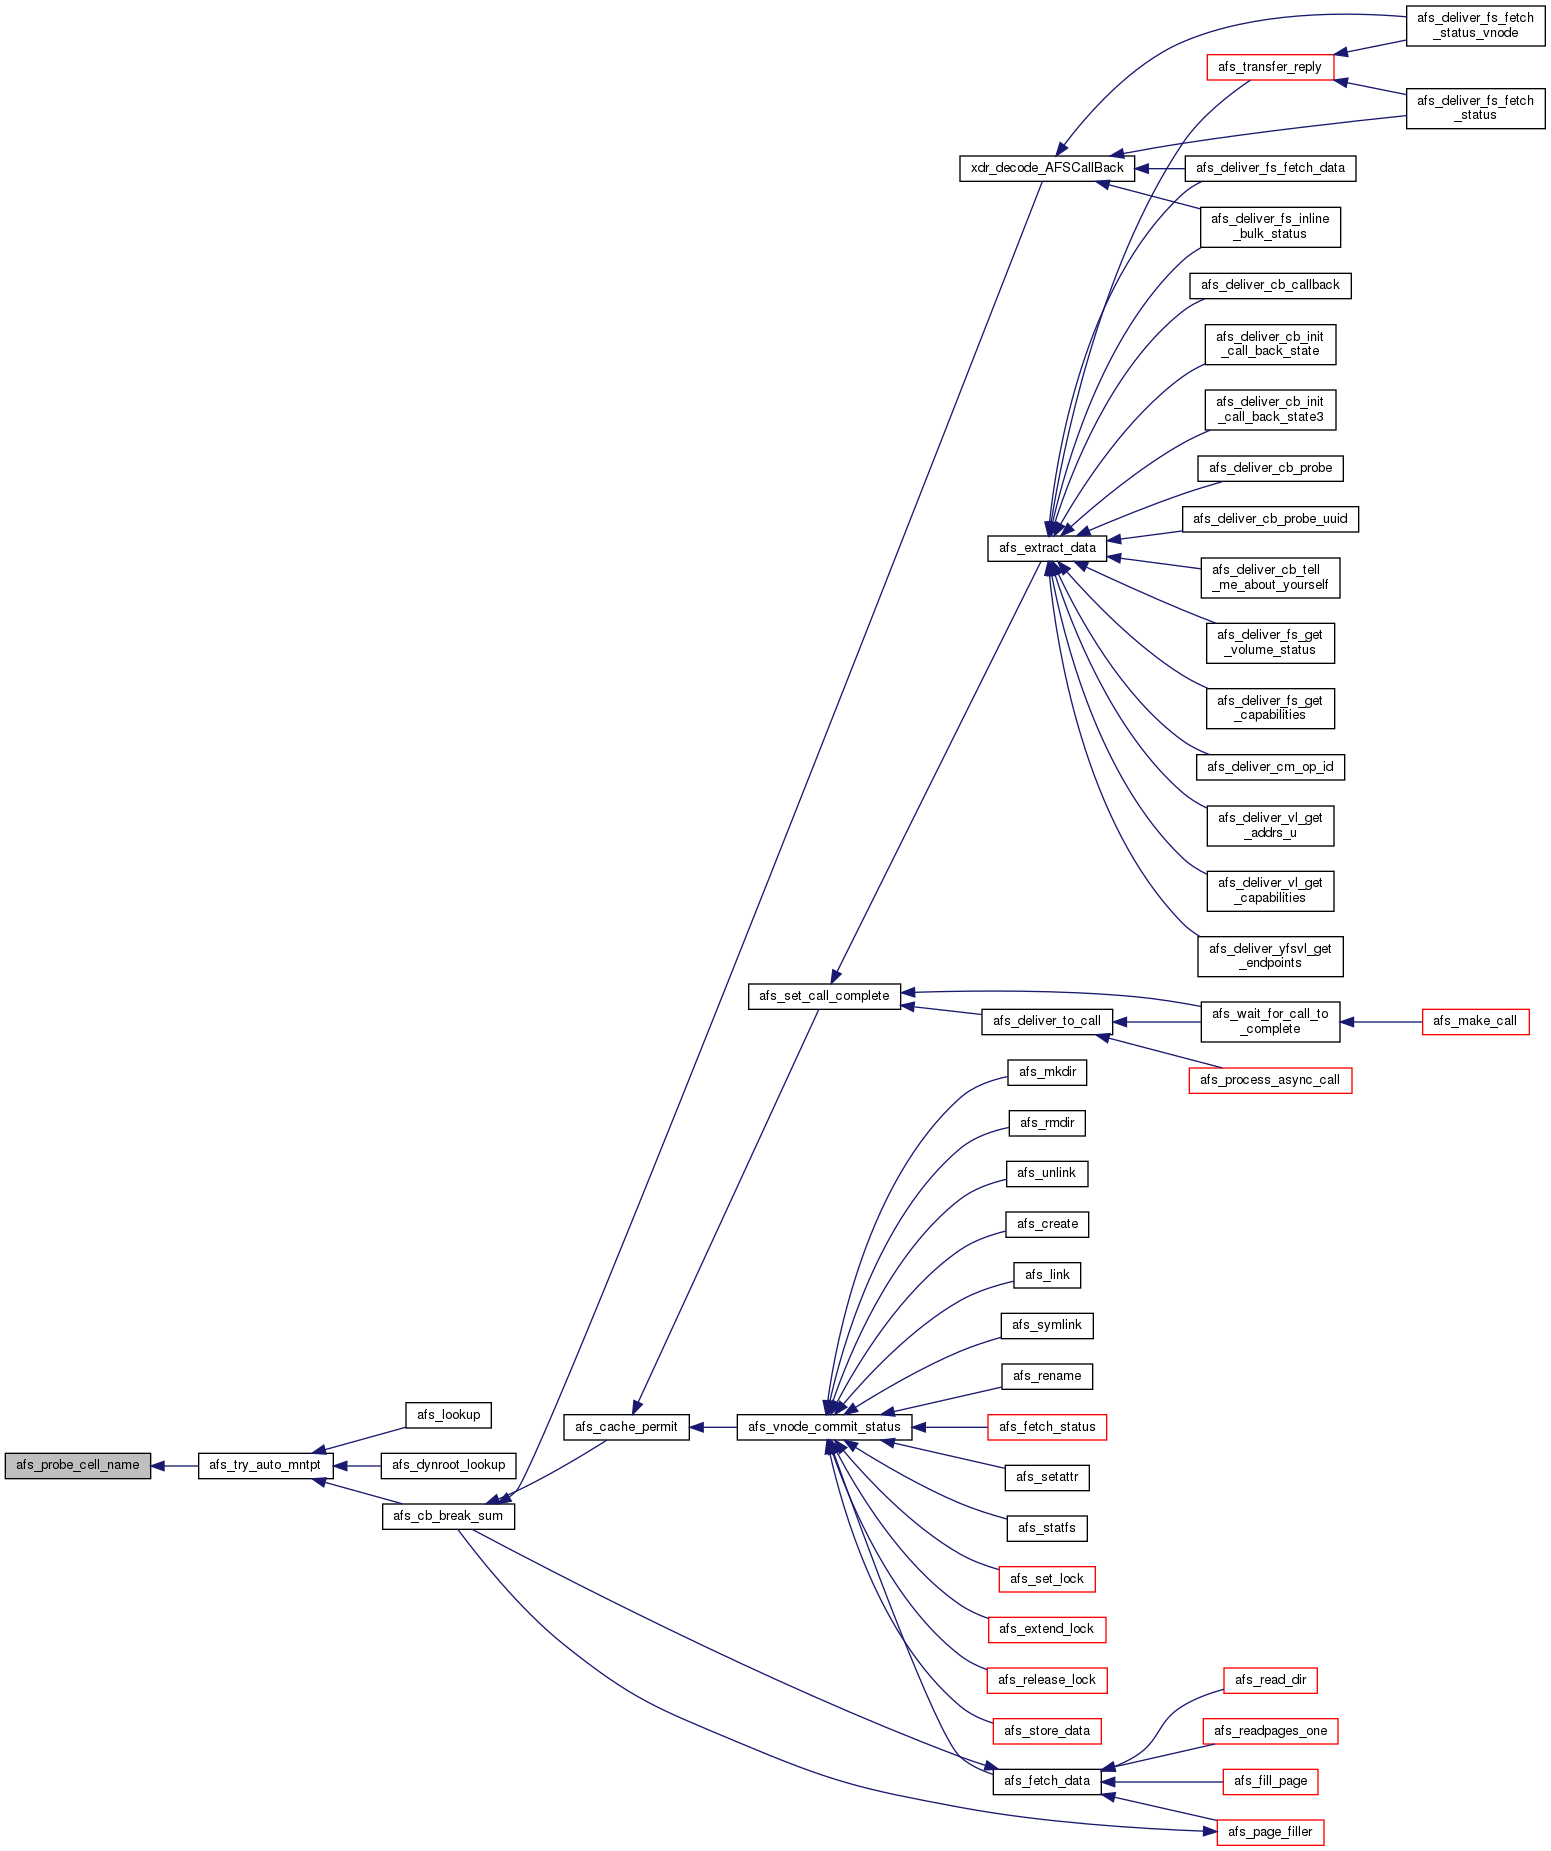 afs_deliver_fs_fetch
_status_vnode
afs_transfer_reply
afs_deliver_fs_fetch
_status
xdr_decode_AFSCallBack
afs_deliver_fs_fetch_data
afs_deliver_fs_inline
_bulk_status
afs_deliver_cb_callback
afs_deliver_cb_init
_call_back_state
afs_deliver_cb_init
_call_back_state3
afs_deliver_cb_probe
afs_deliver_cb_probe_uuid
afs_extract_data
afs_deliver_cb_tell
_me_about_yourself
afs_deliver_fs_get
_volume_status
afs_deliver_fs_get
_capabilities
afs_deliver_cm_op_id
afs_deliver_vl_get
_addrs_u
afs_deliver_vl_get
_capabilities
afs_deliver_yfsvl_get
_endpoints
afs_set_call_complete
afs_deliver_to_call
afs_wait_for_call_to
_complete
afs_make_call
afs_process_async_call
afs_mkdir
afs_rmdir
afs_unlink
afs_create
afs_link
afs_symlink
afs_rename
afs_lookup
afs_cache_permit
afs_vnode_commit_status
afs_fetch_status
afs_probe_cell_name
afs_try_auto_mntpt
afs_dynroot_lookup
afs_setattr
afs_cb_break_sum
afs_statfs
afs_set_lock
afs_extend_lock
afs_release_lock
afs_read_dir
afs_store_data
afs_readpages_one
afs_fetch_data
afs_fill_page
afs_page_filler